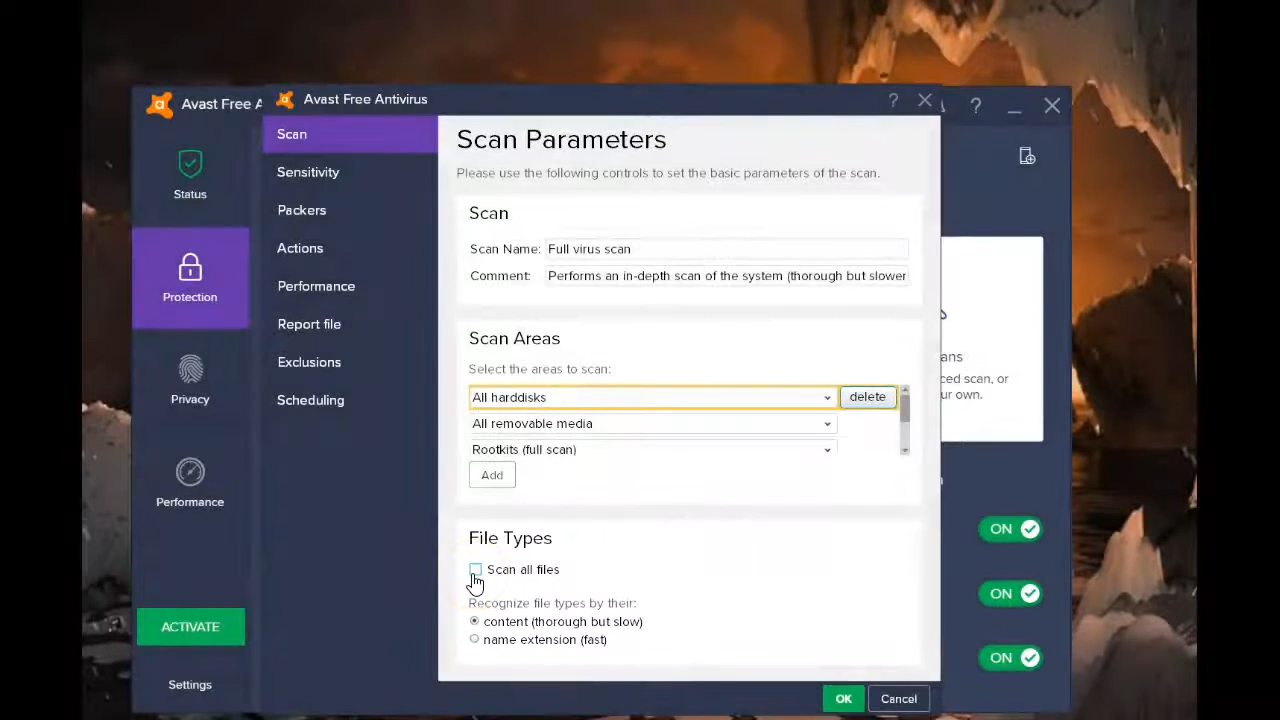 Avast Free A
Avast Free Antivirus
?
?
Scan
Sensitivity
Packers
Actions
Performance
Report file
Exclusions
Scheduling
Status
Protection
Privacy
Performance
ACTIVATE
Settings
Scan Parameters
Please use the following controls to set the basic parameters of the scan.
Scan
Scan Name: Full virus scan
Comment: Performs an in-depth scan of the system (thorough but slower
Scan Areas
Select the areas to scan:
All harddisks
delete
All removable media
Rootkits (full scan)
Add
File Types
Scan all files
Recognize file types by their:
content (thorough but slow)
name extension (fast)
OK
Cancel
ans
ced scan, or
ur own.
ON
ON
ON